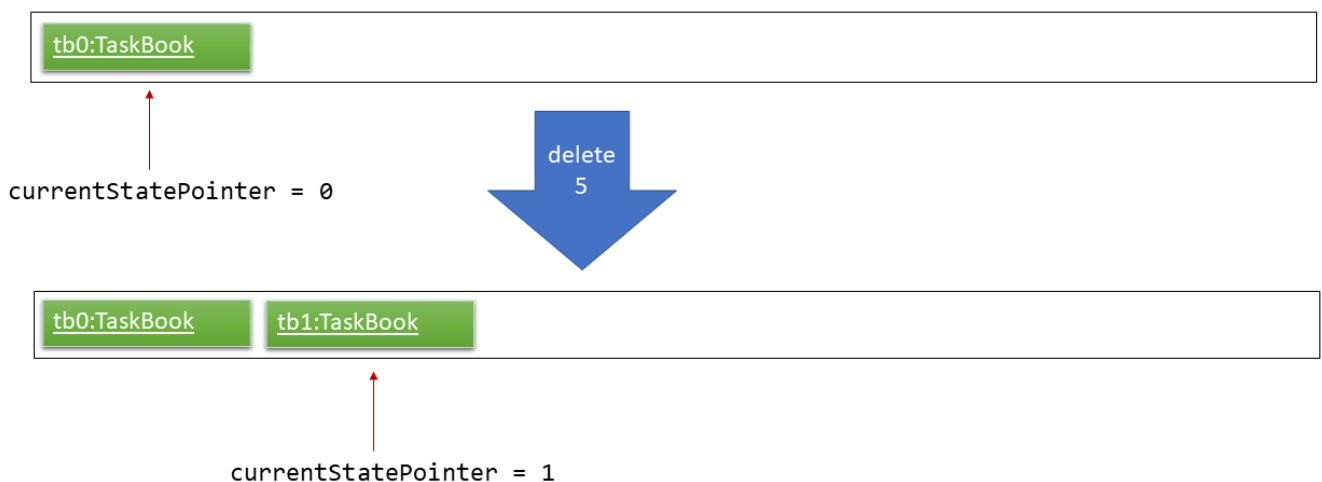 tb0:TaskBook
currentStatePointer = 0
delete
5
tb0:TaskBook
tb1:TaskBook
currentStatePointer = 1